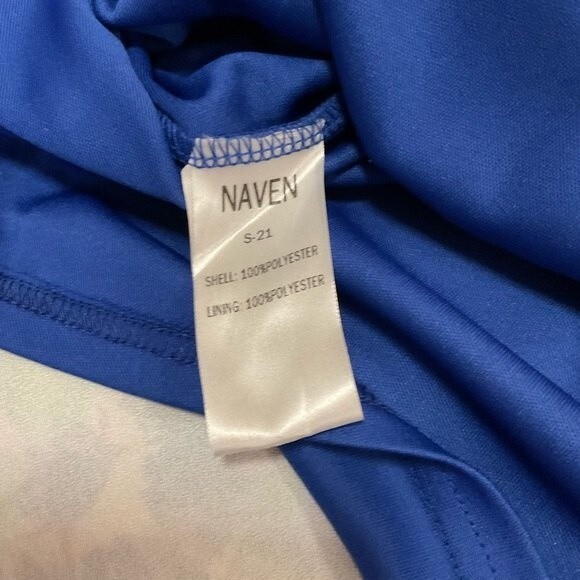 NAVEN
S-21
SHELL: 100%POLYESTER
LINING: 100%POLYESTER